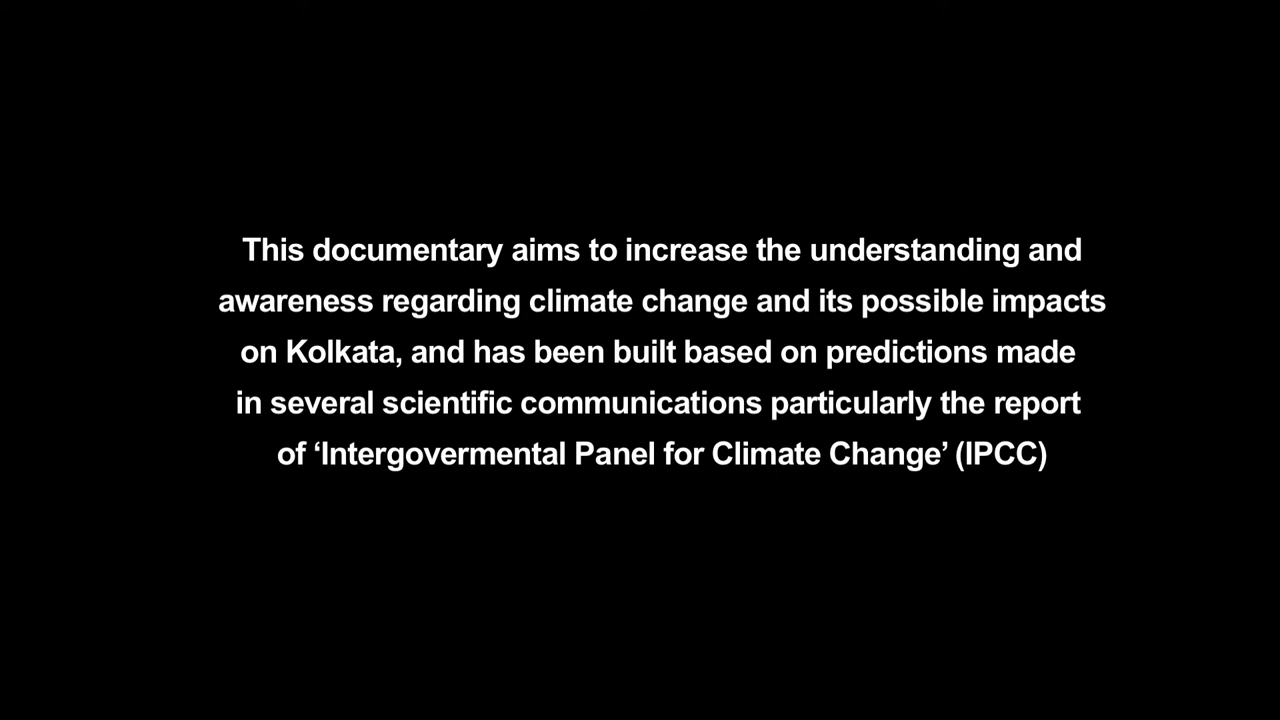 This documentary aims to increase the understanding and
awareness regarding climate change and its possible impacts
on Kolkata, and has been built based on predictions made
in several scientific communications particularly the report
of ‘Intergovermental Panel for Climate Change’ (IPCC)